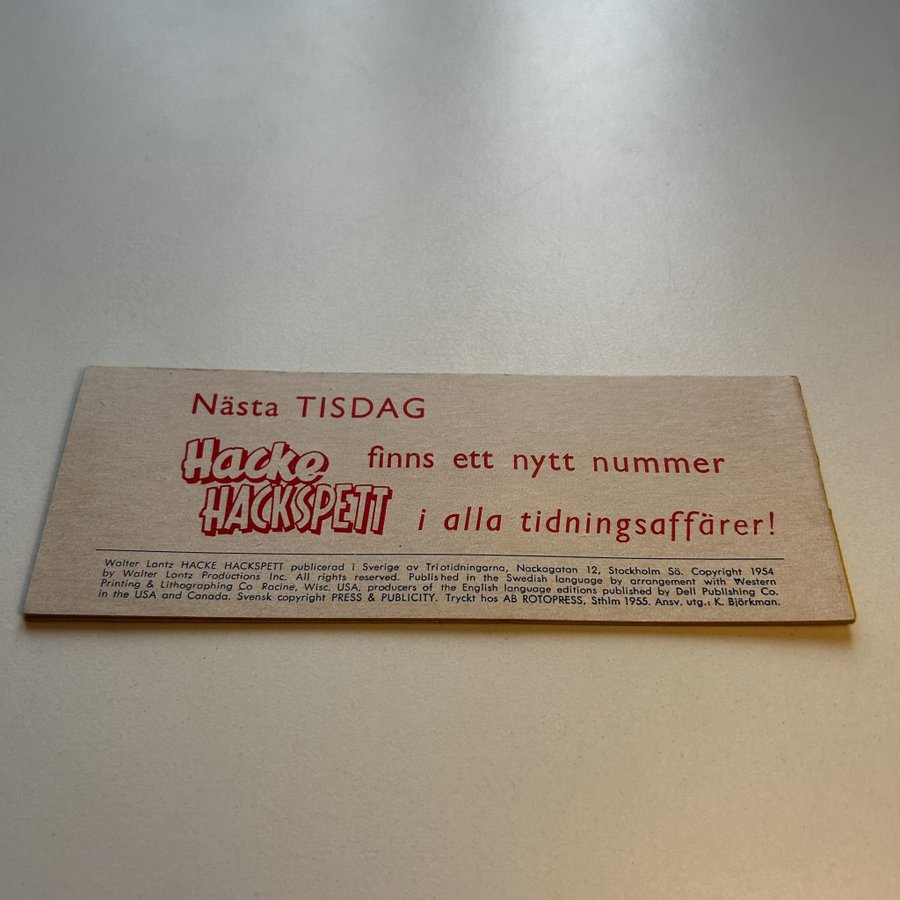 Nästa TISDAG
Hacke finns ett nytt nummer
HACKSPETT i alla tidningsaffärer!
Walter Lantz HACKE HACKSPETT publicerad i Sverige av Triotidningarna, Nockagatan 12, Stockholm Sö. Copyright 1954
by Walter Lantz Productions Inc. All rights reserved. Published in the Swedish language by arrangement with Western
Printing & Lithographing Co Racine, Wisc. USA, producers of the English language editions published by Dell Publishing Co.
in the USA and Canada. Svensk copyright PRESS & PUBLICITY. Tryckt hos AB ROTOPRESS, Sthlm 1955. Ansv. utg.: K. Björkman.